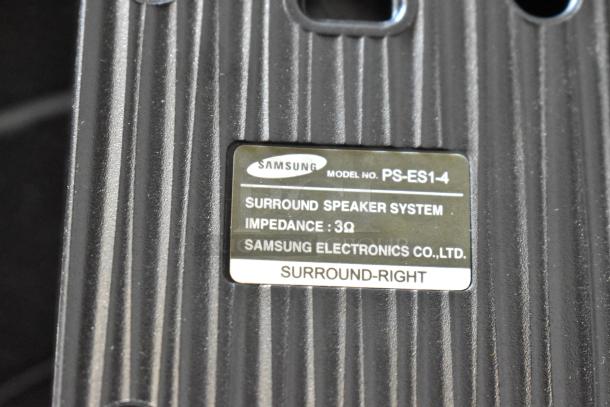 SAMSUNG MODEL NO. PS-ES1-4
SURROUND SPEAKER SYSTEM
IMPEDANCE : 3Ω
SAMSUNG ELECTRONICS CO.,LTD.
SURROUND-RIGHT